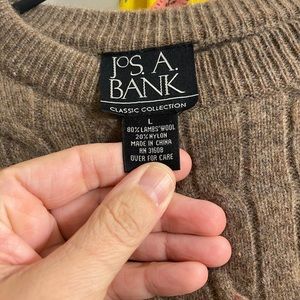 JoS. A.
BANK
CLASSIC COLLECTION
L
80% LAMBS' WOOL
20% NYLON
MADE IN CHINA
RN 31608
OVER FOR CARE